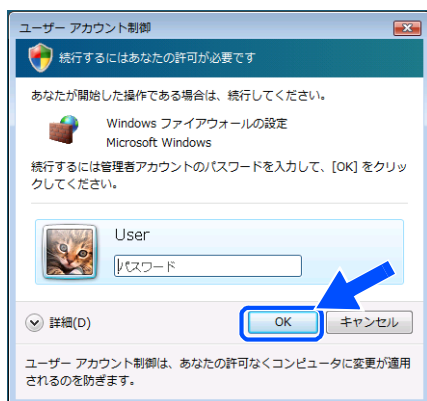 ユーザー アカウント制御
続行するにはあなたの許可が必要です
あなたが開始した操作である場合は、続行してください。
Windows ファイアウォールの設定
Microsoft Windows
続行するには管理者アカウントのパスワードを入力して、[OK] をクリッ
クしてください。
User
パスワード
詳細(D)
OK
キャンセル
ユーザー アカウント制御は、あなたの許可なくコンピュータに変更が適用
されるのを防ぎます。